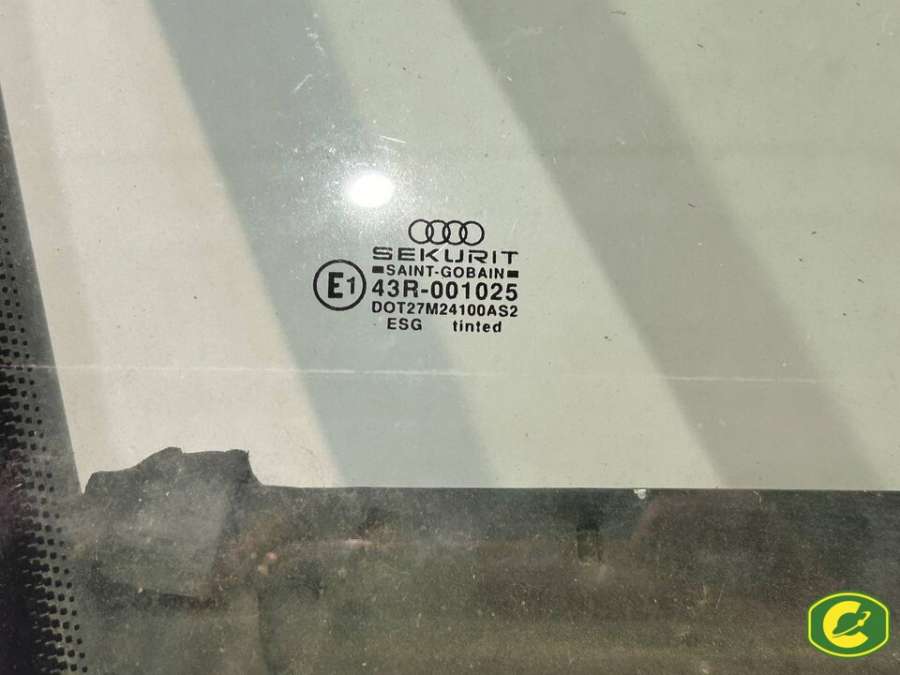 SEKURIT
SAINT-GOBAIN
E1 43R-001025
DOT27M24100AS2
ESG tinted